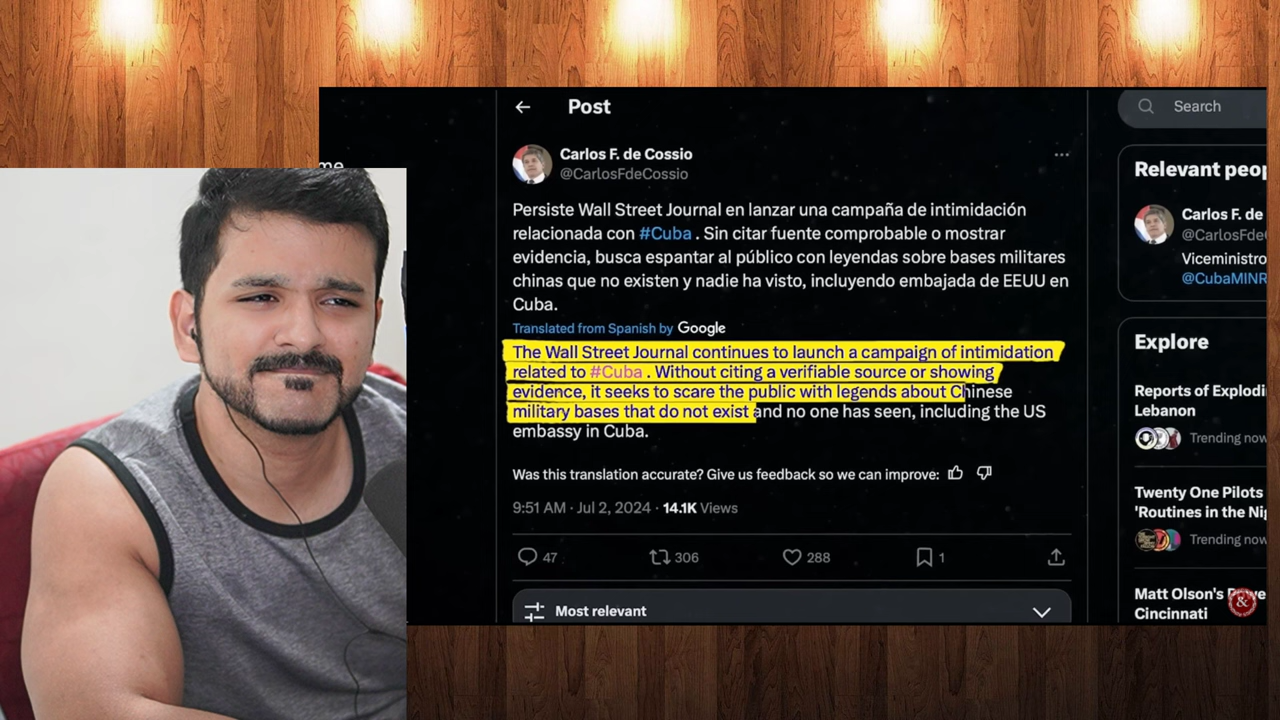 me
Post
Search
Carlos F. de Cossio
@CarlosFdeCossio
Persiste Wall Street Journal en lanzar una campaña de intimidación
relacionada con #Cuba . Sin citar fuente comprobable o mostrar
evidencia, busca espantar al público con leyendas sobre bases militares
chinas que no existen y nadie ha visto, incluyendo embajada de EEUU en
Cuba.
Translated from Spanish by Google
The Wall Street Journal continues to launch a campaign of intimidation
related to #Cuba . Without citing a verifiable source or showing
evidence, it seeks to scare the public with legends about Chinese
military bases that do not exist and no one has seen, including the US
embassy in Cuba.
Was this translation accurate? Give us feedback so we can improve:
9:51 AM · Jul 2, 2024 · 14.1K Views
47 306 288 1
Most relevant
Relevant peop
Carlos F. de
@CarlosFdeC
Viceministro
@CubaMINR
Explore
Reports of Explodi
Lebanon
Trending now
Twenty One Pilots
'Routines in the Nig
Trending now
Matt Olson's Powe
Cincinnati
&